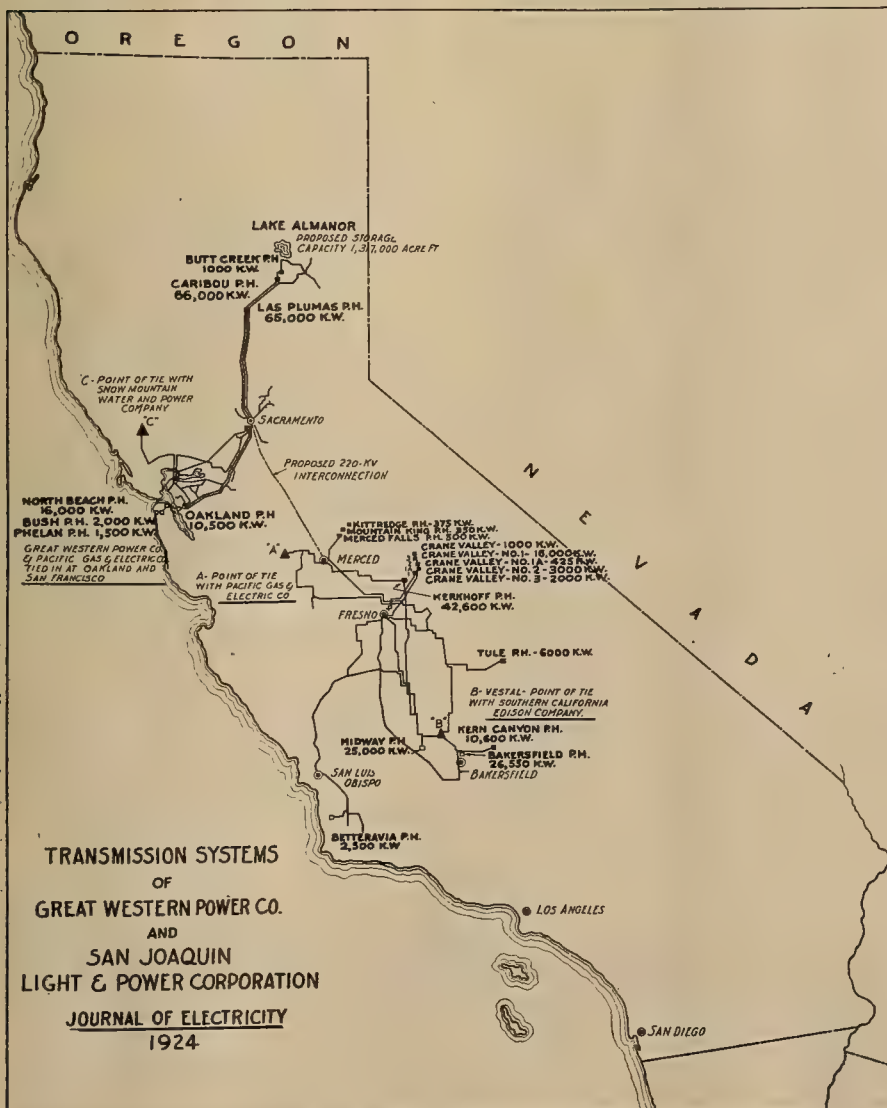 OREGON
LAKE ALMANOR
PROPOSED STORAGE
CAPACITY 1,317,000 ACRE FT
BUTT CREEK P.H.
1000 K.W.
CARIBOU P.H.
66,000 K.W.
LAS PLUMAS P.H.
65,000 K.W.
"C"- POINT OF TIE WITH
SNOW MOUNTAIN
WATER AND POWER
COMPANY
"C"
SACRAMENTO
PROPOSED 220-KV
INTERCONNECTION
NEVADA
NORTH BEACH P.H.
16,000 K.W.
BUSH P.H. 2,000 K.W.
PHELAN P.H. 1,500 K.W.
OAKLAND P.H
10,500 K.W.
GREAT WESTERN POWER CO.
& PACIFIC GAS & ELECTRIC CO.
TIED IN AT OAKLAND AND
SAN FRANCISCO
KITTREDGE P.H.-375 K.W.
MOUNTAIN KING P.H. 350 K.W.
MERCED FALLS P.H. 500 K.W.
"A"
MERCED
A- POINT OF TIE
WITH PACIFIC GAS &
ELECTRIC CO
CRANE VALLEY-1000 K.W.
CRANE VALLEY-NO.1- 16,000 K.W.
CRANE VALLEY-NO.1A- 425 K.W.
CRANE VALLEY-NO. 2- 3000 K.W.
CRANE VALLEY-NO. 3-2000 K.W.
KERKHOFF P.H.
42,600 K.W.
FRESNO
TULE P.H.-6000 K.W.
B- VESTAL- POINT OF TIE
WITH SOUTHERN CALIFORNIA
EDISON COMPANY.
"B"
KERN CANYON P.H.
10,600 K.W.
MIDWAY P.H
25,000 K.W.
BAKERSFIELD P.H.
26,550 K.W.
BAKERSFIELD
SAN LUIS
OBISPO
BETTERAVIA P.H.
2,500 K.W
LOS ANGELES
SAN DIEGO
TRANSMISSION SYSTEMS
OF
GREAT WESTERN POWER CO.
AND
SAN JOAQUIN
LIGHT & POWER CORPORATION
JOURNAL OF ELECTRICITY
1924